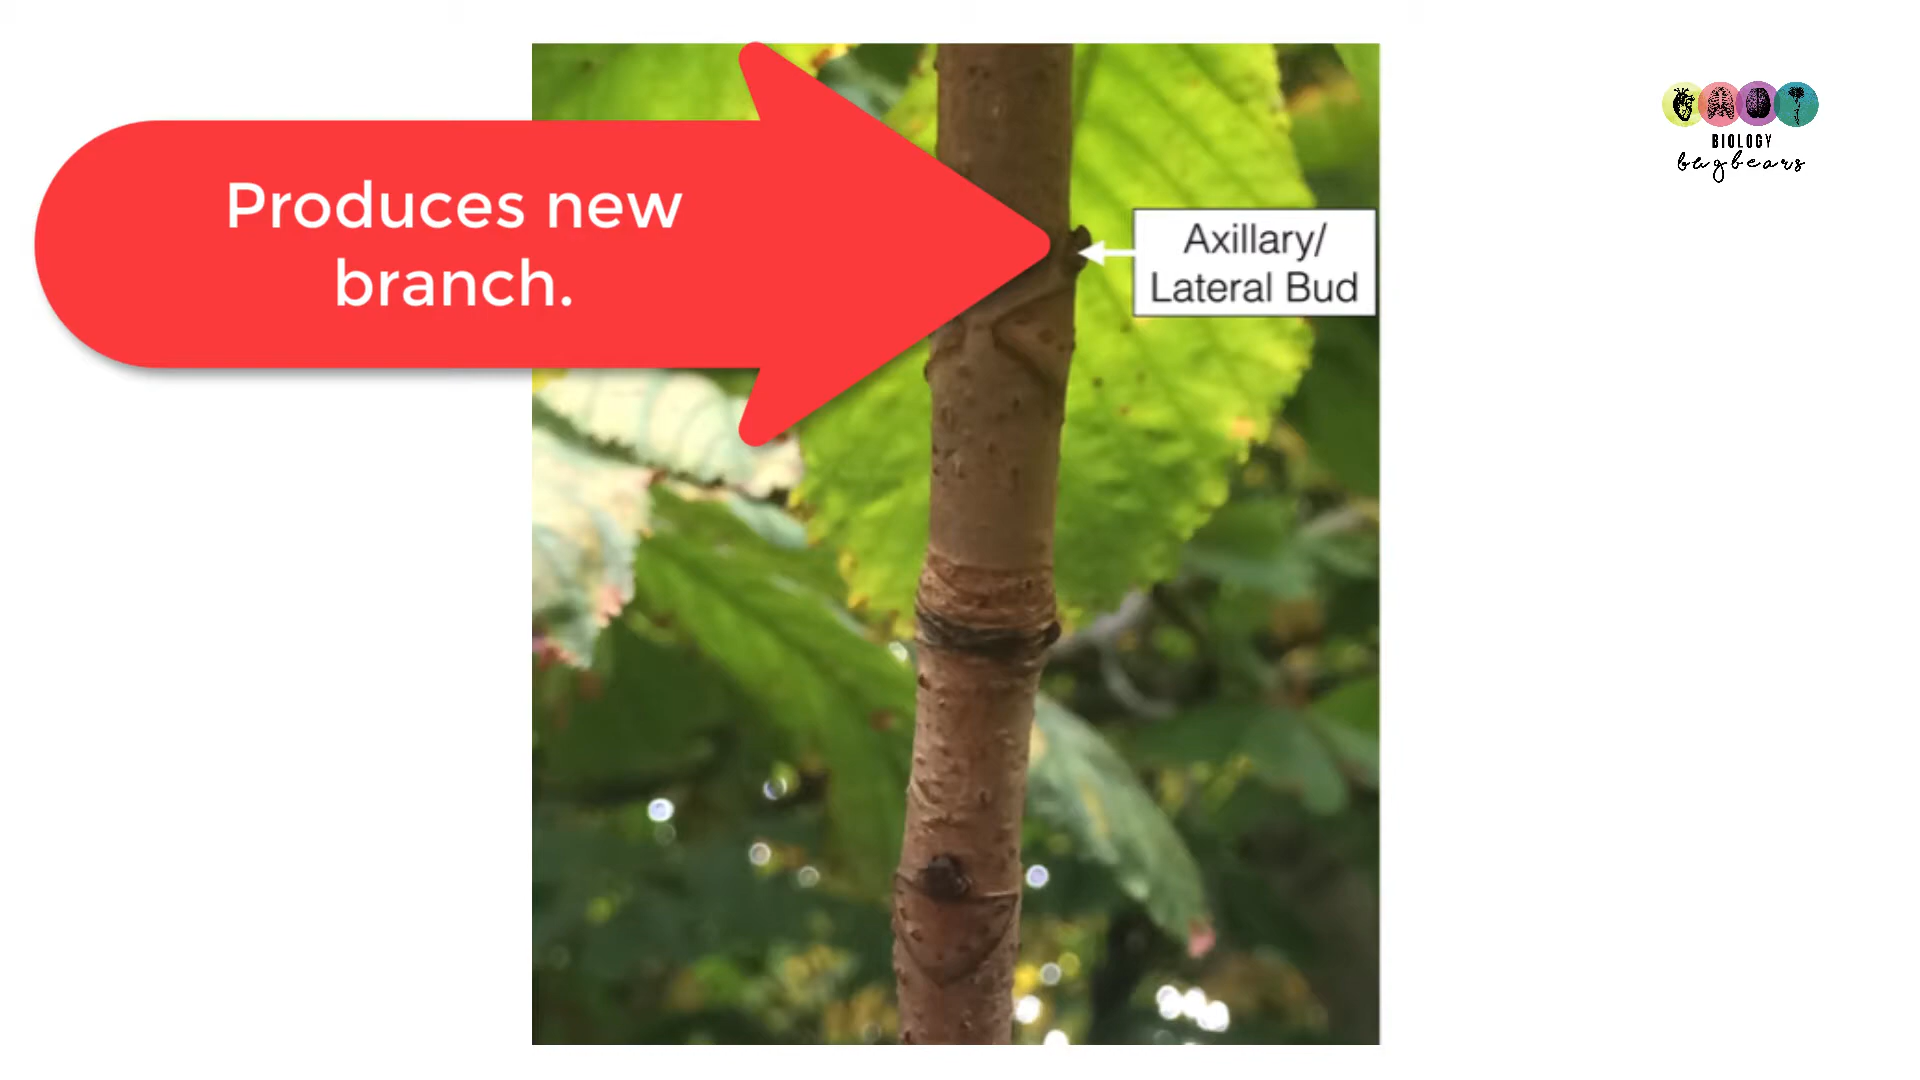 Produces new
branch.
Axillary/
Lateral Bud
BIOLOGY
bugbears